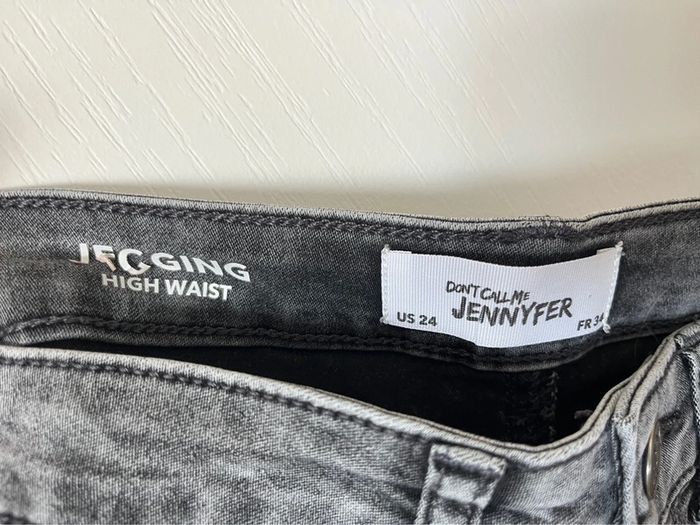 JEGGING
HIGH WAIST
DON'T CALL ME
JENNYFER
US 24
FR 34